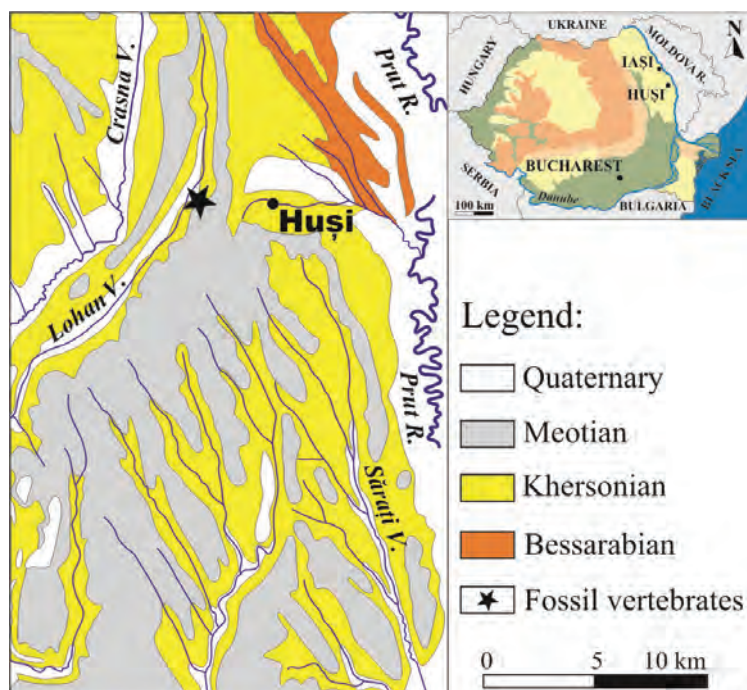 Crasna V.
Prut R.
Huși
Lohan V.
Prut R.
Sărați V.
UKRAINE
MOLDOVA R.
N
HUNGARY
IAȘI
HUȘI
BUCHAREST
SERBIA
Danube
BLACK SEA
100 km
BULGARIA
Legend:
Quaternary
Meotian
Khersonian
Bessarabian
Fossil vertebrates
0 5 10 km